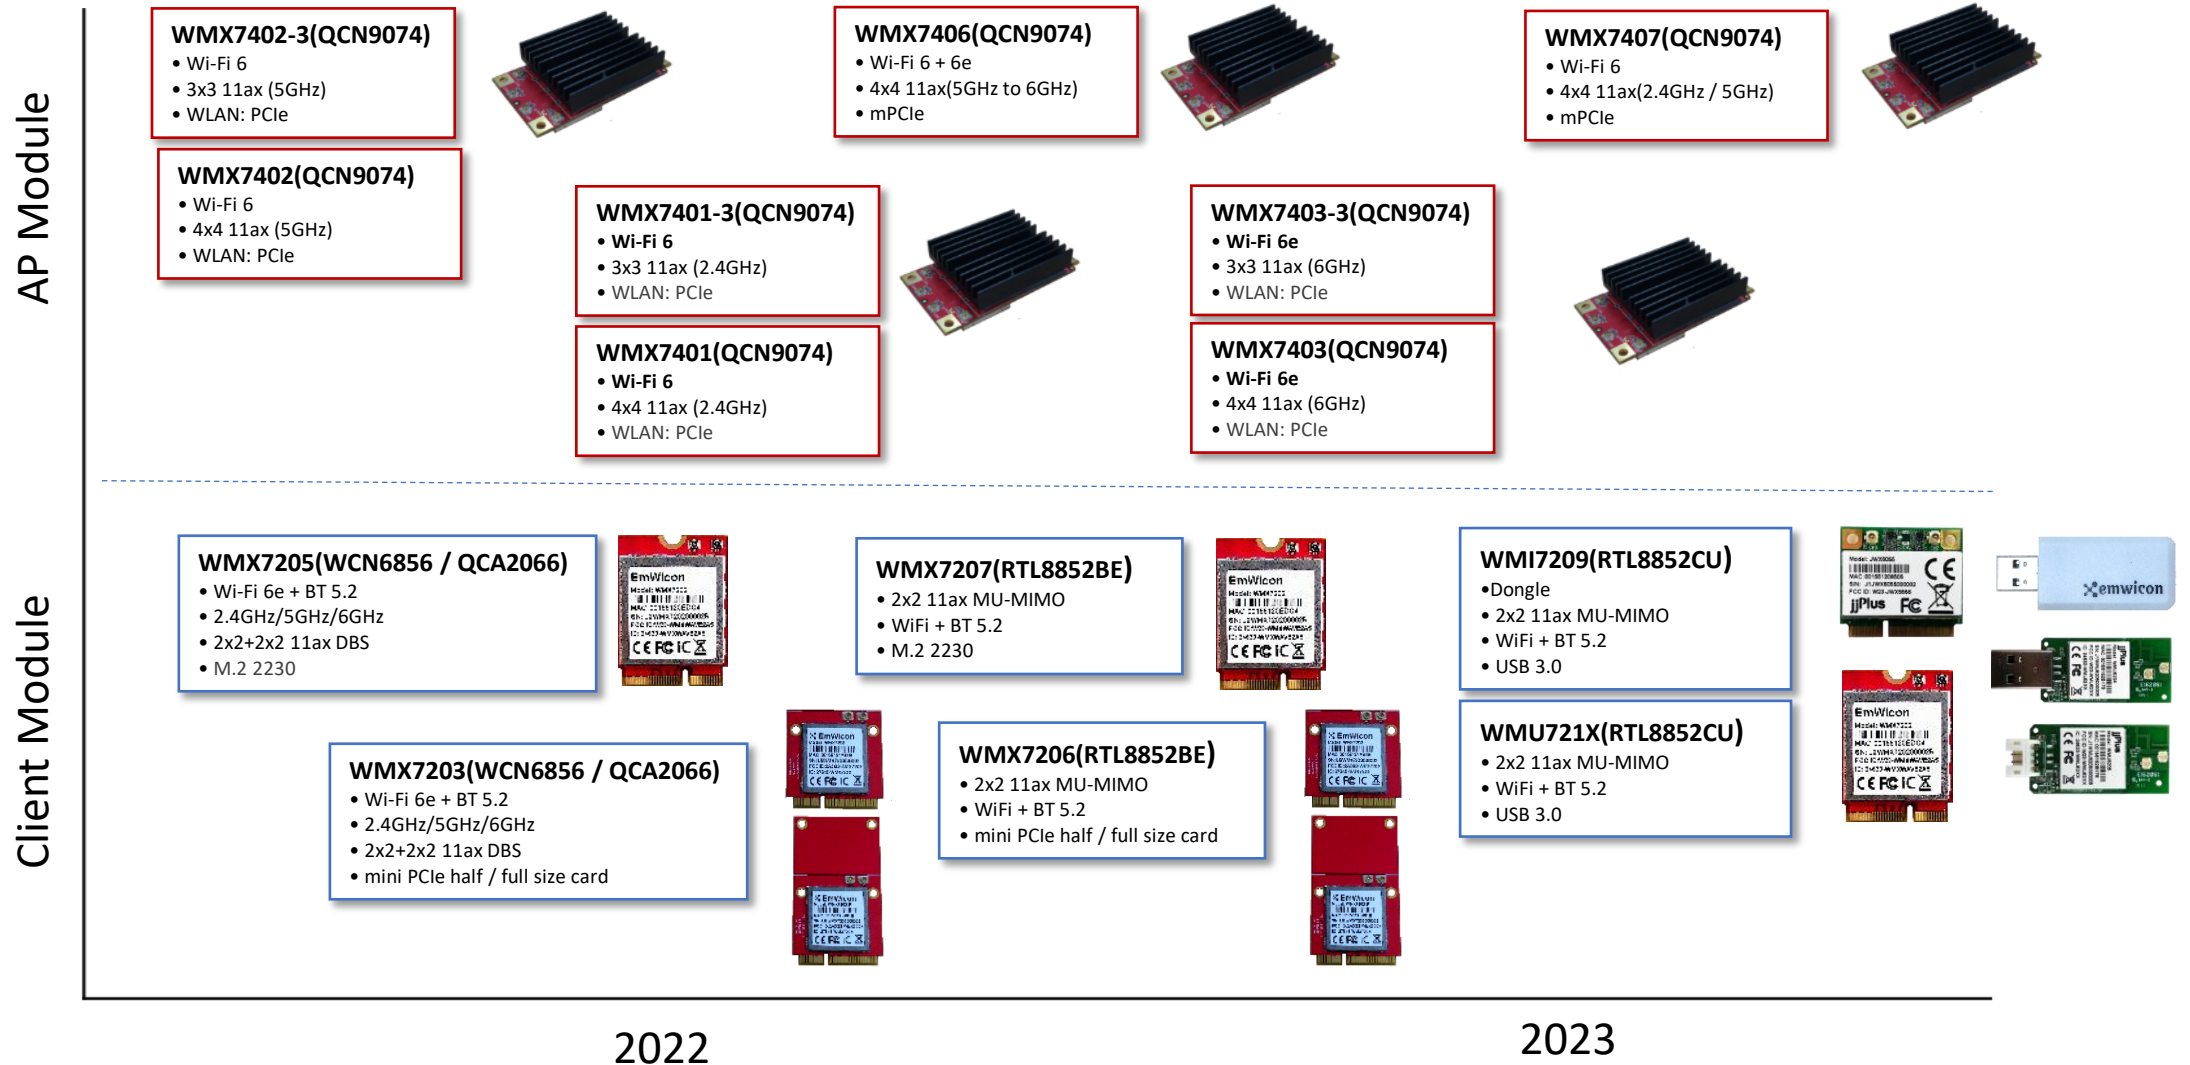 AP Module
WMX7402-3(QCN9074)
• Wi-Fi 6
• 3x3 11ax (5GHz)
• WLAN: PCIe
WMX7402(QCN9074)
• Wi-Fi 6
• 4x4 11ax (5GHz)
• WLAN: PCIe
WMX7401-3(QCN9074)
• Wi-Fi 6
• 3x3 11ax (2.4GHz)
• WLAN: PCIe
WMX7401(QCN9074)
• Wi-Fi 6
• 4x4 11ax (2.4GHz)
• WLAN: PCIe
WMX7406(QCN9074)
• Wi-Fi 6 + 6e
• 4x4 11ax(5GHz to 6GHz)
• mPCIe
WMX7403-3(QCN9074)
• Wi-Fi 6e
• 3x3 11ax (6GHz)
• WLAN: PCIe
WMX7403(QCN9074)
• Wi-Fi 6e
• 4x4 11ax (6GHz)
• WLAN: PCIe
WMX7407(QCN9074)
• Wi-Fi 6
• 4x4 11ax(2.4GHz / 5GHz)
• mPCIe
Client Module
WMX7205(WCN6856 / QCA2066)
• Wi-Fi 6e + BT 5.2
• 2.4GHz/5GHz/6GHz
• 2x2+2x2 11ax DBS
• M.2 2230
EmWicon
WMX7203(WCN6856 / QCA2066)
• Wi-Fi 6e + BT 5.2
• 2.4GHz/5GHz/6GHz
• 2x2+2x2 11ax DBS
• mini PCIe half / full size card
EmWicon
EmWicon
WMX7207(RTL8852BE)
• 2x2 11ax MU-MIMO
• WiFi + BT 5.2
• M.2 2230
EmWicon
WMX7206(RTL8852BE)
• 2x2 11ax MU-MIMO
• WiFi + BT 5.2
• mini PCIe half / full size card
EmWicon
EmWicon
WMI7209(RTL8852CU)
•Dongle
• 2x2 11ax MU-MIMO
• WiFi + BT 5.2
• USB 3.0
WMU721X(RTL8852CU)
• 2x2 11ax MU-MIMO
• WiFi + BT 5.2
• USB 3.0
jjPlus FC
EmWicon
emwicon
jjPlus
jjPlus
2022
2023